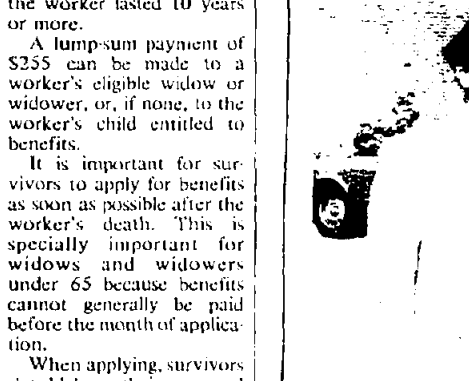 the worker lasted 10 years
or more.
A lump-sum payment of
$255 can be made to a
worker's eligible widow or
widower, or, if none, to the
worker's child entitled to
benefits.
It is important for sur-
vivors to apply for benefits
as soon as possible after the
worker's death. This is
specially important for
widows and widowers
under 65 because benefits
cannot generally be paid
before the month of applica-
tion.
When applying, survivors